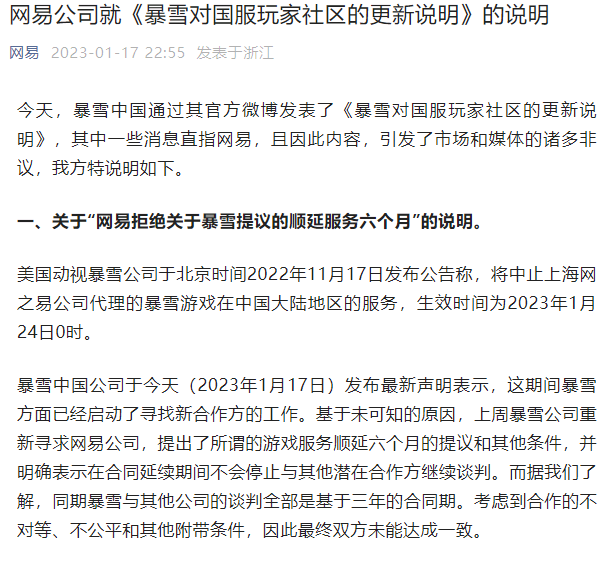 网易公司就《暴雪对国服玩家社区的更新说明》的说明
网易 2023-01-17 22:55 发表于浙江
今天，暴雪中国通过其官方微博发表了《暴雪对国服玩家社区的更新说
明》，其中一些消息直指网易，且因此内容，引发了市场和媒体的诸多非
议，我方特说明如下。
一、关于“网易拒绝关于暴雪提议的顺延服务六个月”的说明。
美国动视暴雪公司于北京时间2022年11月17日发布公告称，将中止上海网
之易公司代理的暴雪游戏在中国大陆地区的服务，生效时间为2023年1月
24日0时。
暴雪中国公司于今天（2023年1月17日）发布最新声明表示，这期间暴雪
方面已经启动了寻找新合作方的工作。基于未可知的原因，上周暴雪公司重
新寻求网易公司，提出了所谓的游戏服务顺延六个月的提议和其他条件，并
明确表示在合同延续期间不会停止与其他潜在合作方继续谈判。而据我们了
解，同期暴雪与其他公司的谈判全部是基于三年的合同期。考虑到合作的不
对等、不公平和其他附带条件，因此最终双方未能达成一致。